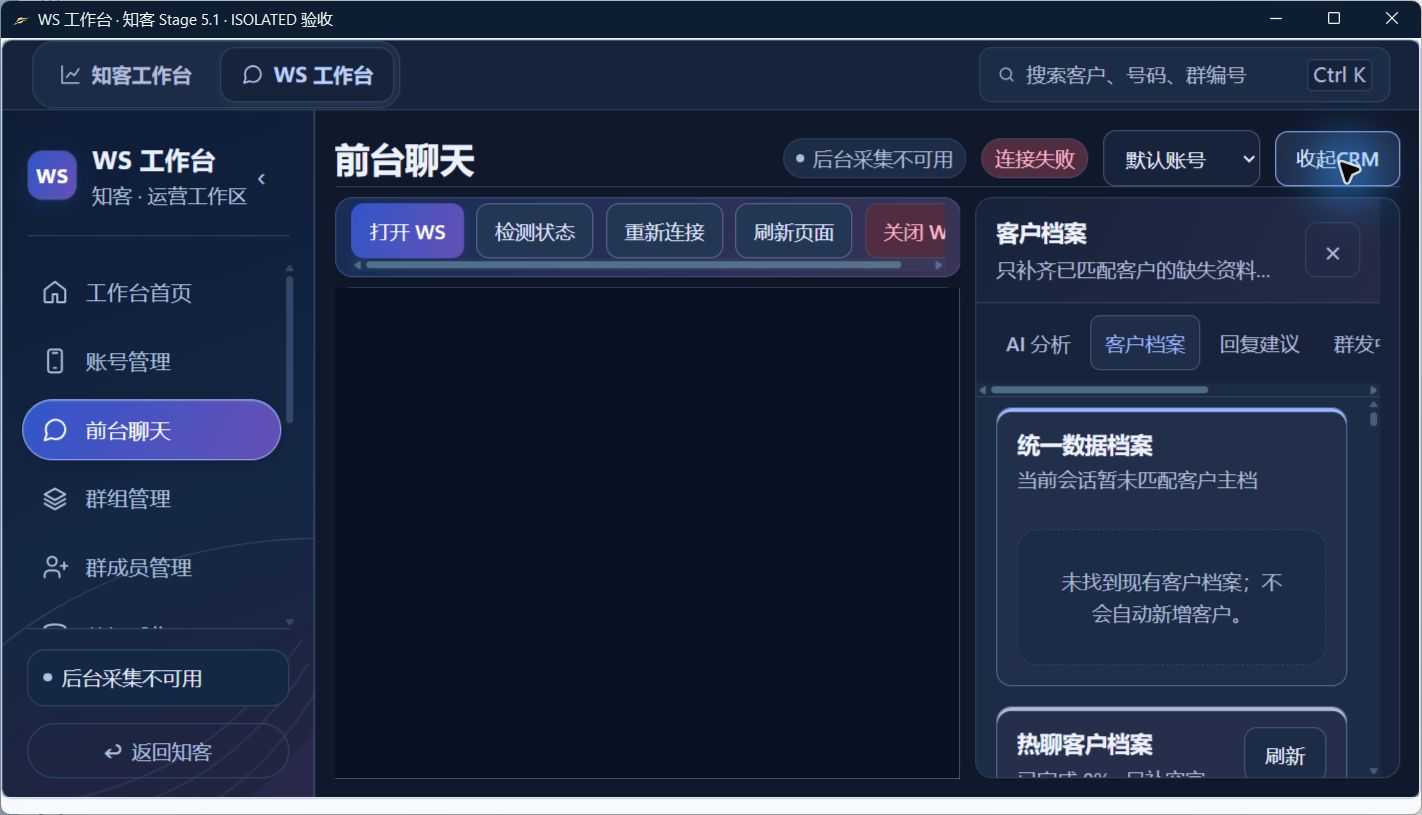 WS 工作台 · 知客 Stage 5.1 · ISOLATED 验收
知客工作台
WS 工作台
搜索客户、号码、群编号
Ctrl K
WS
WS 工作台
知客 · 运营工作区
工作台首页
账号管理
前台聊天
群组管理
群成员管理
后台采集不可用
返回知客
前台聊天
后台采集不可用
连接失败
默认账号
收起CRM
打开 WS
检测状态
重新连接
刷新页面
关闭 W
客户档案
只补齐已匹配客户的缺失资料...
AI 分析
客户档案
回复建议
群发
统一数据档案
当前会话暂未匹配客户主档
未找到现有客户档案；不
会自动新增客户。
热聊客户档案
刷新